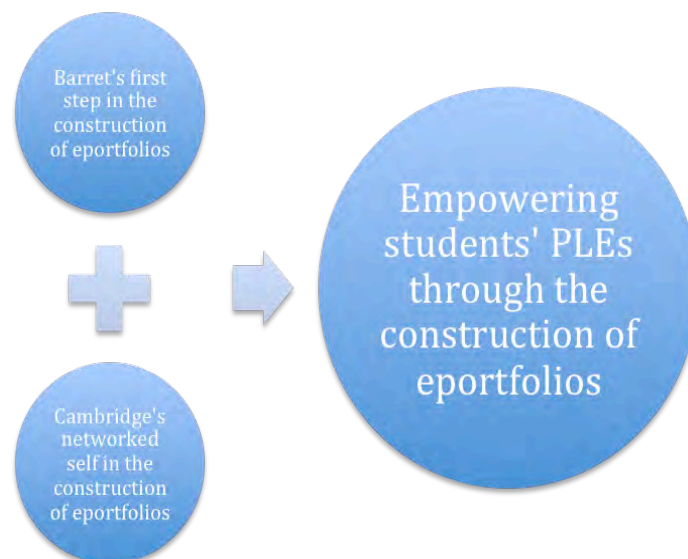 Barret's first
step in the
construction
of eportfolios
Cambridge's
networked
self in the
construction
of eportfolios
Empowering
students' PLEs
through the
construction of
eportfolios